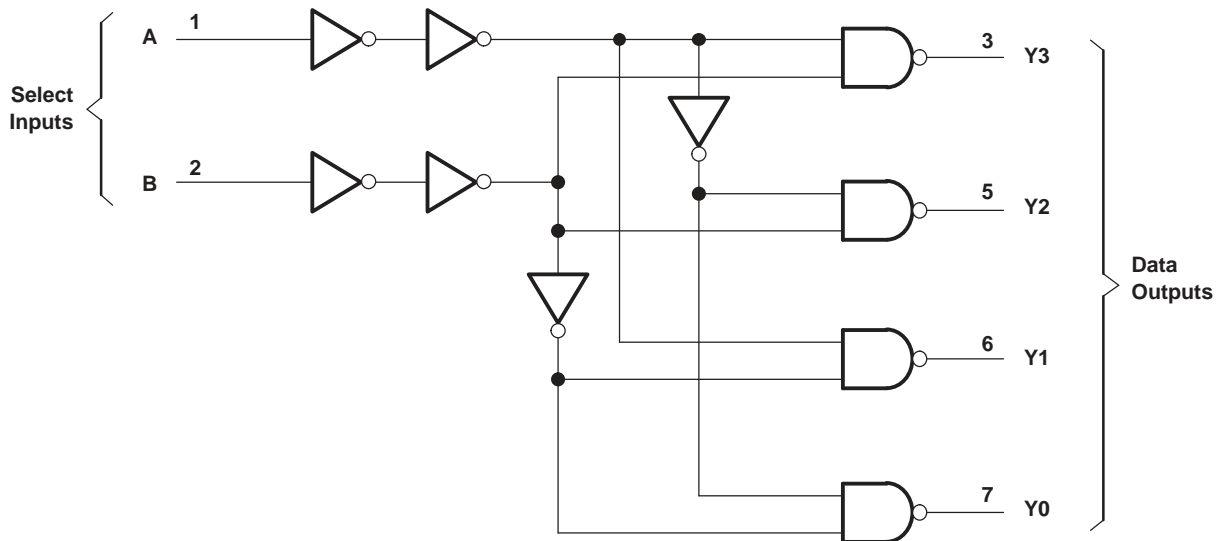 A 1
3 Y3
Select
Inputs
B 2
5 Y2
Data
Outputs
6 Y1
7 Y0